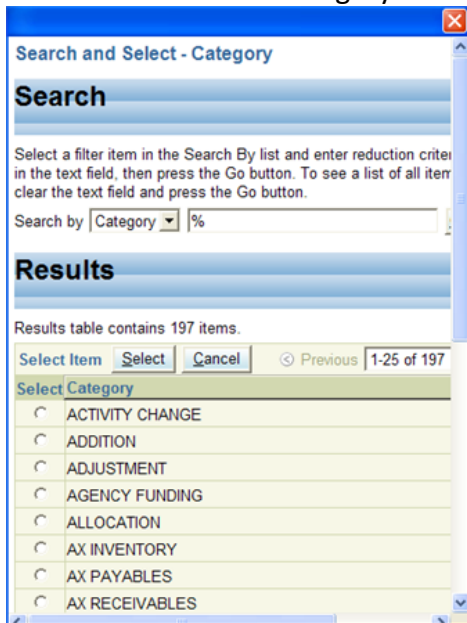 Search and Select - Category
Search
Select a filter item in the Search By list and enter reduction
in the text field, then press the Go button. To see a list of all
clear the text field and press the Go button.
Search by Category %
Results
Results table contains 197 items.
Select Item Select Cancel Previous 1-25 of 197
Select Category
ACTIVITY CHANGE
ADDITION
ADJUSTMENT
AGENCY FUNDING
ALLOCATION
AX INVENTORY
AX PAYABLES
AX RECEIVABLES